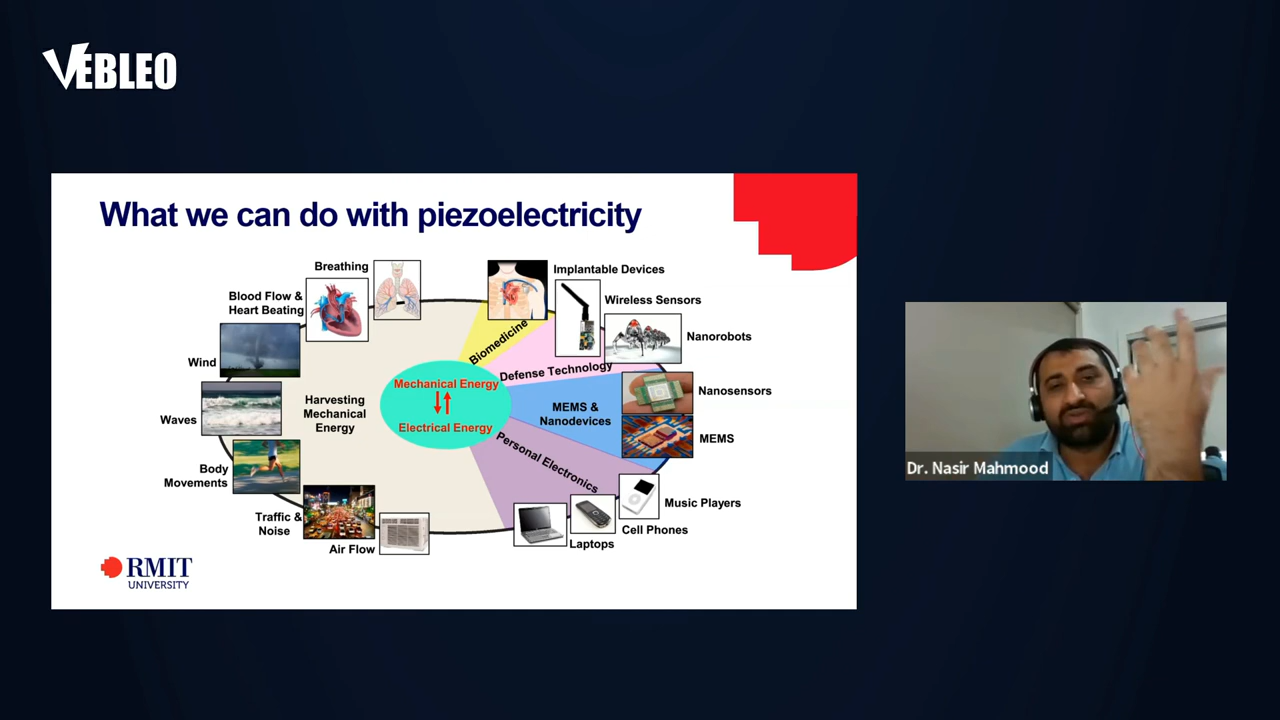 VEBLEO
What we can do with piezoelectricity
Breathing
Blood Flow &
Heart Beating
Wind
Waves
Body
Movements
Traffic &
Noise
Air Flow
Harvesting
Mechanical
Energy
Mechanical Energy
Electrical Energy
Biomedicine
Defense Technology
MEMS &
Nanodevices
Personal Electronics
Implantable Devices
Wireless Sensors
Nanorobots
Nanosensors
MEMS
Music Players
Cell Phones
Laptops
RMIT
UNIVERSITY
Dr. Nasir Mahmood